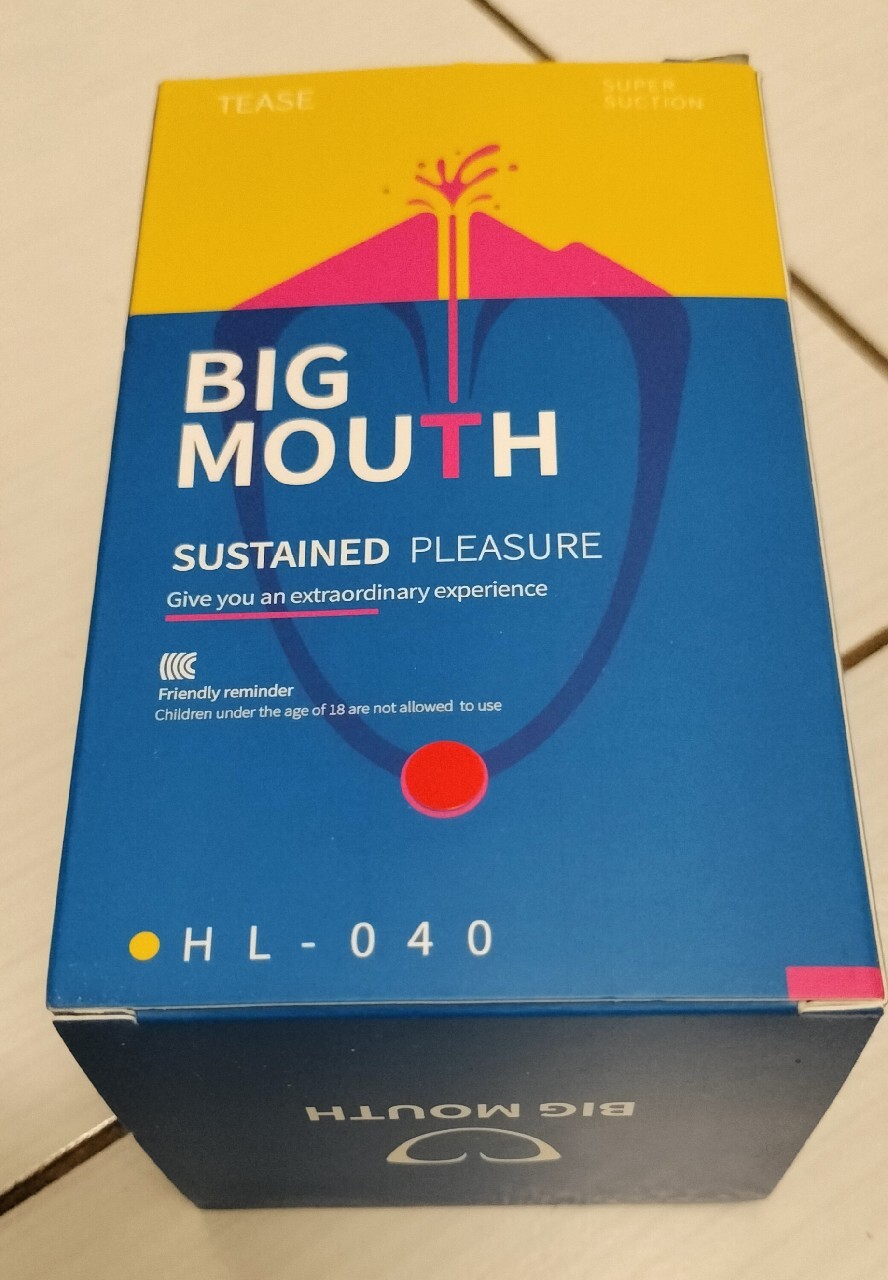 TEASE
SUPER
SUCTION
BIG
MOUTH
SUSTAINED PLEASURE
Give you an extraordinary experience
Friendly reminder
Children under the age of 18 are not allowed to use
HL-040
BIG MOUTH